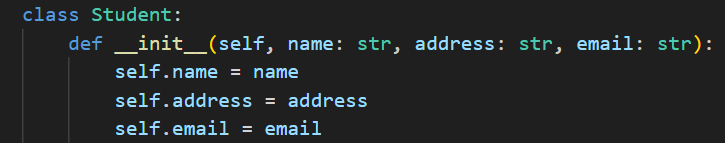 class Student:
    def __init__(self, name: str, address: str, email: str):
        self.name = name
        self.address = address
        self.email = email